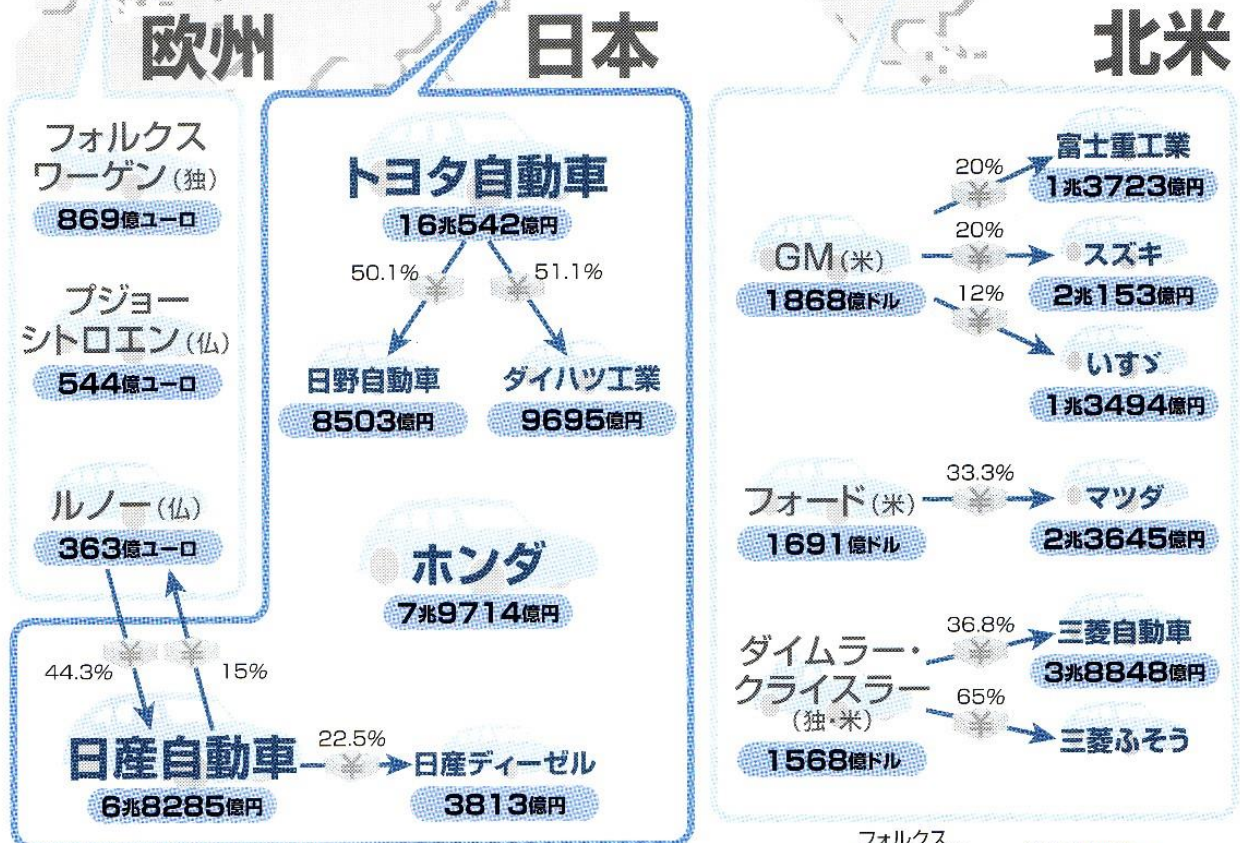 欧州
フォルクス
ワーゲン(独)
869億ユーロ
プジョー
シトロエン(仏)
544億ユーロ
ルノー(仏)
363億ユーロ
44.3%
15%
日本
トヨタ自動車
16兆542億円
50.1%
51.1%
日野自動車
8503億円
ダイハツ工業
9695億円
ホンダ
7兆9714億円
日産自動車
6兆8285億円
22.5%
日産ディーゼル
3813億円
北米
GM(米)
1868億ドル
20%
富士重工業
1兆3723億円
20%
スズキ
2兆153億円
12%
いすゞ
1兆3494億円
フォード(米)
1691億ドル
33.3%
マツダ
2兆3645億円
ダイムラー・
クライスラー
(独・米)
1568億ドル
36.8%
三菱自動車
3兆8848億円
65%
三菱ふそう
フォルクス